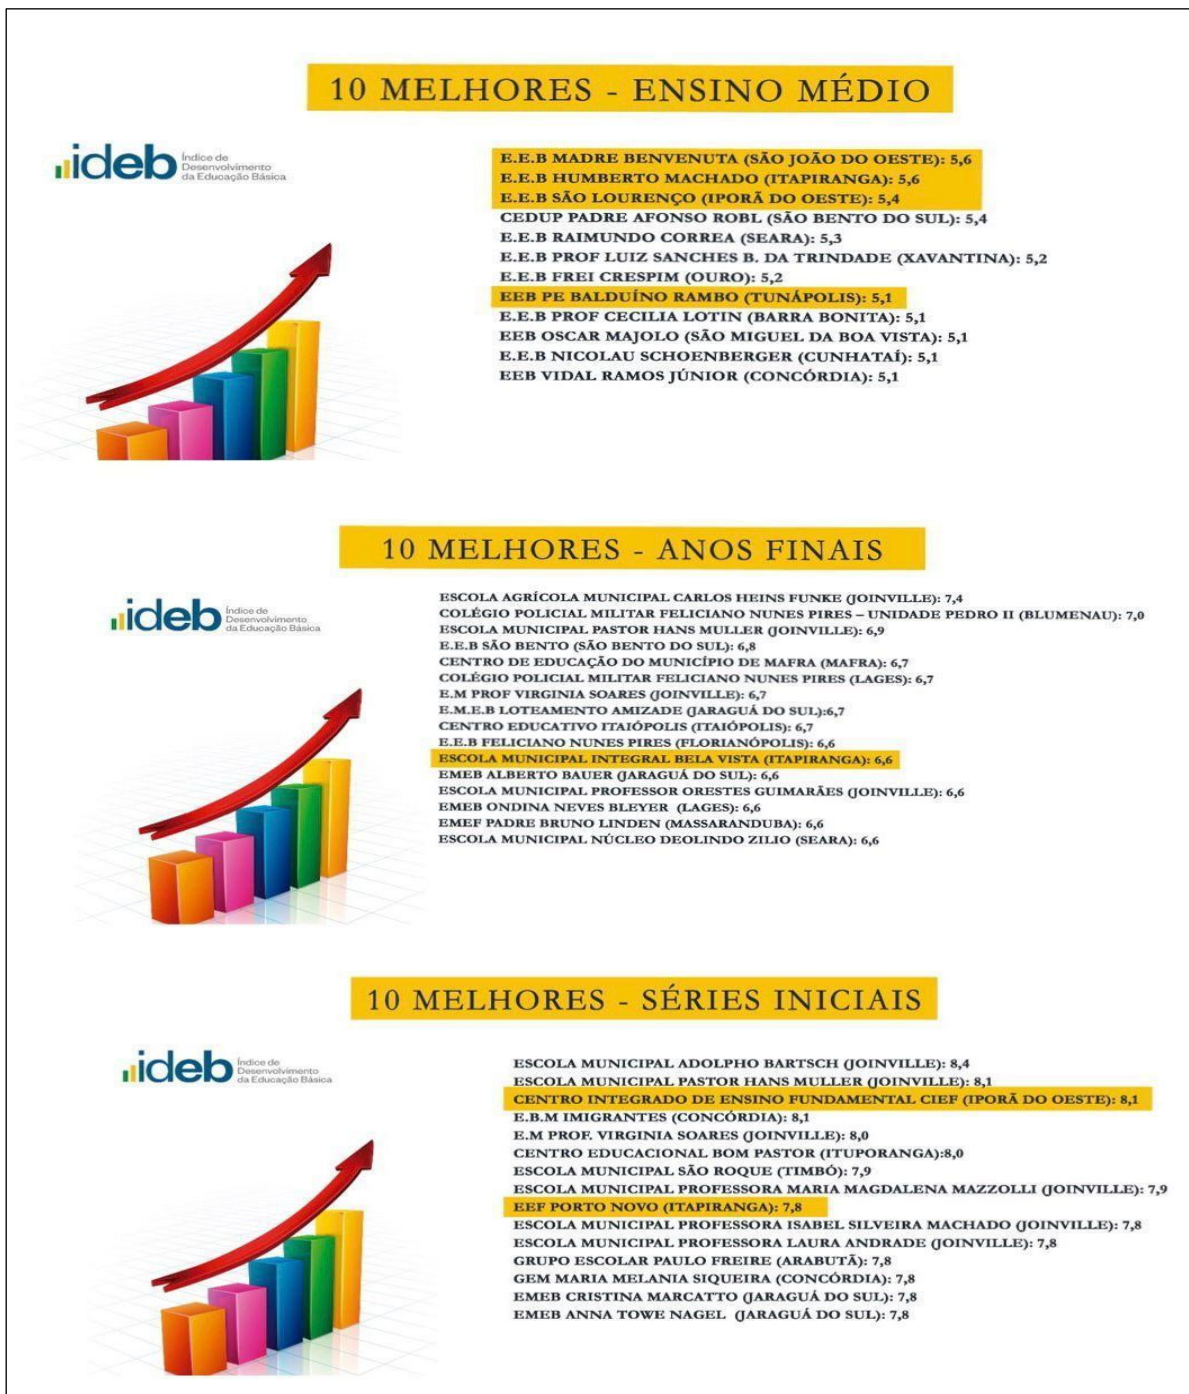 10 MELHORES - ENSINO MÉDIO
ideb Índice de
Desenvolvimento
da Educação Básica
E.E.B MADRE BENVENUTA (SÃO JOÃO DO OESTE): 5,6
E.E.B HUMBERTO MACHADO (ITAPIRANGA): 5,6
E.E.B SÃO LOURENÇO (IPORÃ DO OESTE): 5,4
CEDUP PADRE AFONSO ROBL (SÃO BENTO DO SUL): 5,4
E.E.B RAIMUNDO CORREA (SEARA): 5,3
E.E.B PROF LUIZ SANCHES B. DA TRINDADE (XAVANTINA): 5,2
E.E.B FREI CRESPIM (OURO): 5,2
EEB PE BALDUÍNO RAMBO (TUNÁPOLIS): 5,1
E.E.B PROF CECILIA LOTIN (BARRA BONITA): 5,1
EEB OSCAR MAJOLO (SÃO MIGUEL DA BOA VISTA): 5,1
E.E.B NICOLAU SCHOENBERGER (CUNHATAÍ): 5,1
EEB VIDAL RAMOS JÚNIOR (CONCÓRDIA): 5,1
10 MELHORES - ANOS FINAIS
ideb Índice de
Desenvolvimento
da Educação Básica
ESCOLA AGRÍCOLA MUNICIPAL CARLOS HEINS FUNKE (JOINVILLE): 7,4
COLÉGIO POLICIAL MILITAR FELICIANO NUNES PIRES – UNIDADE PEDRO II (BLUMENAU): 7,0
ESCOLA MUNICIPAL PASTOR HANS MULLER (JOINVILLE): 6,9
E.E.B SÃO BENTO (SÃO BENTO DO SUL): 6,8
CENTRO DE EDUCAÇÃO DO MUNICÍPIO DE MAFRA (MAFRA): 6,7
COLÉGIO POLICIAL MILITAR FELICIANO NUNES PIRES (LAGES): 6,7
E.M PROF VIRGINIA SOARES (JOINVILLE): 6,7
E.M.E.B LOTEAMENTO AMIZADE (JARAGUÁ DO SUL):6,7
CENTRO EDUCATIVO ITAIÓPOLIS (ITAIÓPOLIS): 6,7
E.E.B FELICIANO NUNES PIRES (FLORIANÓPOLIS): 6,6
ESCOLA MUNICIPAL INTEGRAL BELA VISTA (ITAPIRANGA): 6,6
EMEB ALBERTO BAUER (JARAGUÁ DO SUL): 6,6
ESCOLA MUNICIPAL PROFESSOR ORESTES GUIMARÃES (JOINVILLE): 6,6
EMEB ONDINA NEVES BLEYER (LAGES): 6,6
EMEF PADRE BRUNO LINDEN (MASSARANDUBA): 6,6
ESCOLA MUNICIPAL NÚCLEO DEOLINDO ZILIO (SEARA): 6,6
10 MELHORES - SÉRIES INICIAIS
ideb Índice de
Desenvolvimento
da Educação Básica
ESCOLA MUNICIPAL ADOLPHO BARTSCH (JOINVILLE): 8,4
ESCOLA MUNICIPAL PASTOR HANS MULLER (JOINVILLE): 8,1
CENTRO INTEGRADO DE ENSINO FUNDAMENTAL CIEF (IPORÃ DO OESTE): 8,1
E.B.M IMIGRANTES (CONCÓRDIA): 8,1
E.M PROF. VIRGINIA SOARES (JOINVILLE): 8,0
CENTRO EDUCACIONAL BOM PASTOR (ITUPORANGA):8,0
ESCOLA MUNICIPAL SÃO ROQUE (TIMBÓ): 7,9
ESCOLA MUNICIPAL PROFESSORA MARIA MAGDALENA MAZZOLLI (JOINVILLE): 7,9
EEF PORTO NOVO (ITAPIRANGA): 7,8
ESCOLA MUNICIPAL PROFESSORA ISABEL SILVEIRA MACHADO (JOINVILLE): 7,8
ESCOLA MUNICIPAL PROFESSORA LAURA ANDRADE (JOINVILLE): 7,8
GRUPO ESCOLAR PAULO FREIRE (ARABUTÃ): 7,8
GEM MARIA MELANIA SIQUEIRA (CONCÓRDIA): 7,8
EMEB CRISTINA MARCATTO (JARAGUÁ DO SUL): 7,8
EMEB ANNA TOWE NAGEL (JARAGUÁ DO SUL): 7,8